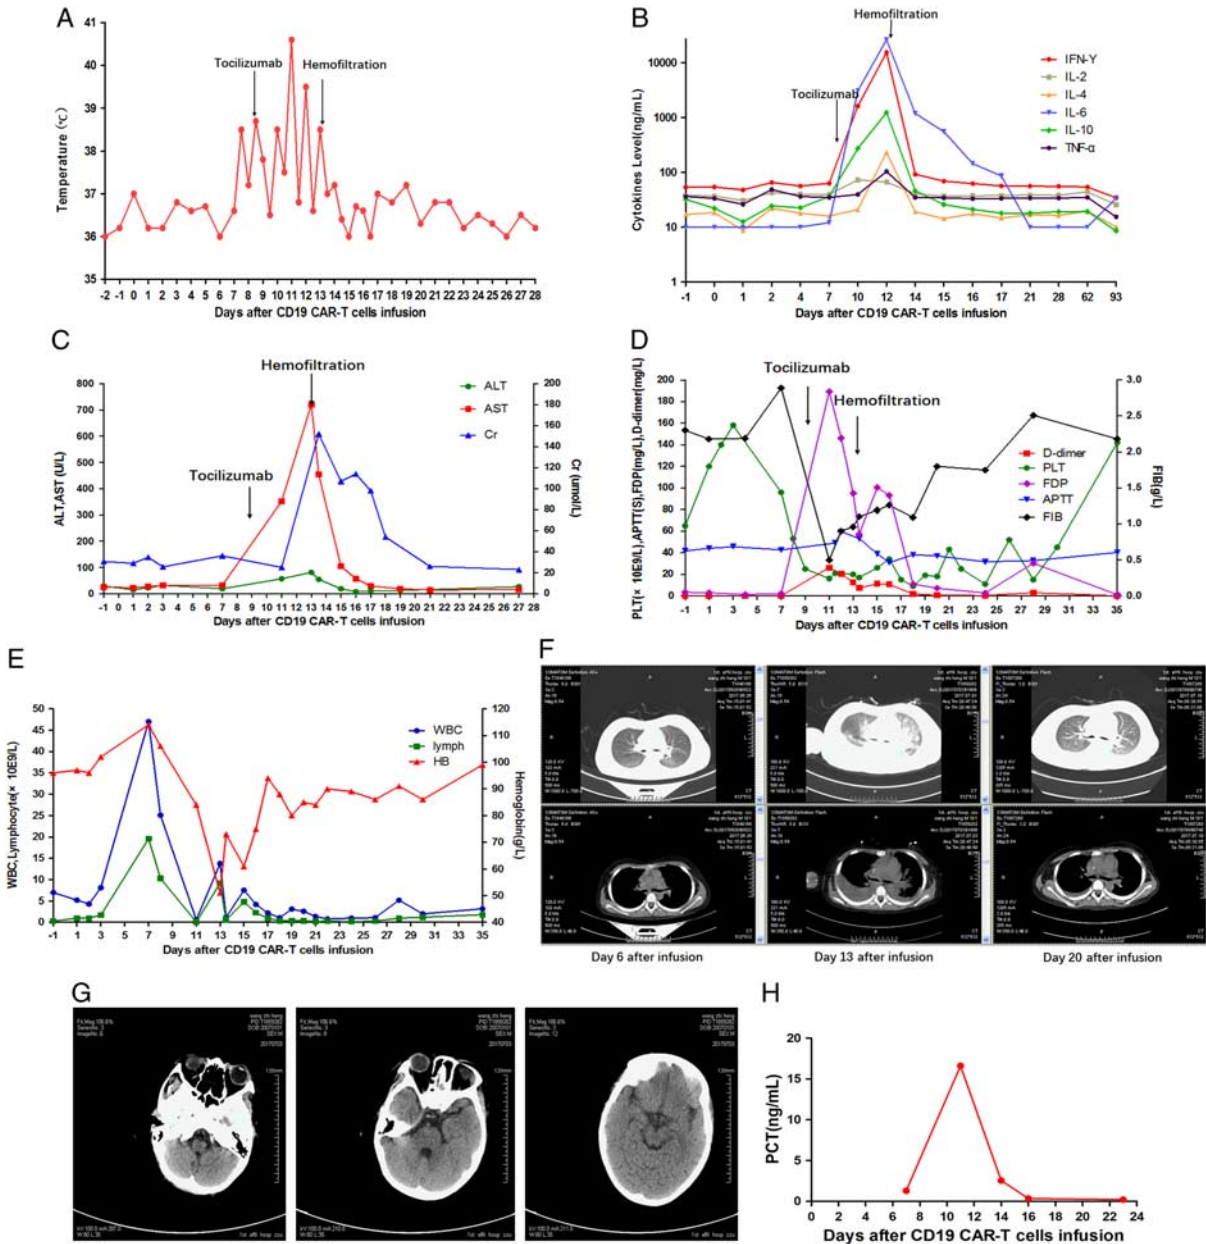 A
41
40
39
38
37
36
35
Temperature (℃)
Tocilizumab
Hemofiltration
-2 -1 0 1 2 3 4 5 6 7 8 9 10 11 12 13 14 15 16 17 18 19 20 21 22 23 24 25 26 27 28
Days after CD19 CAR-T cells infusion
B
Hemofiltration
Tocilizumab
10000
1000
100
10
1
Cytokines Level(ng/mL)
IFN-Y
IL-2
IL-4
IL-6
IL-10
TNF-α
-1 0 1 2 4 7 10 12 14 15 16 17 21 28 62 93
Days after CD19 CAR-T cells infusion
C
Hemofiltration
Tocilizumab
800
700
600
500
400
300
200
100
0
ALT,AST (U/L)
ALT
AST
Cr
200
180
160
140
120
100
80
60
40
20
0
Cr (umol/L)
-1 0 1 2 3 4 5 6 7 8 9 10 11 12 13 14 15 16 17 18 19 20 21 22 23 24 25 26 27 28
Days after CD19 CAR-T cells infusion
D
Tocilizumab
Hemofiltration
200
180
160
140
120
100
80
60
40
20
0
PLT(× 10E9/L),APTT(S),FDP(mg/L),D-dimer(mg/L)
D-dimer
PLT
FDP
APTT
FIB
3.0
2.5
2.0
1.5
1.0
0.5
0.0
FIB(g/L)
-1 1 3 5 7 9 11 13 15 17 19 21 23 25 27 29 31 33 35
Days after CD19 CAR-T cells infusion
E
50
45
40
35
30
25
20
15
10
5
0
WBC,Lymphocyte(× 10E9/L)
WBC
lymph
HB
120
110
100
90
80
70
60
50
40
Hemoglobin(g/L)
-1 1 3 5 7 9 11 13 15 17 19 21 23 25 27 29 31 33 35
Days after CD19 CAR-T cells infusion
F
Day 6 after infusion
Day 13 after infusion
Day 20 after infusion
G
H
20
15
10
5
0
PCT(ng/mL)
0 2 4 6 8 10 12 14 16 18 20 22 24
Days after CD19 CAR-T cells infusion